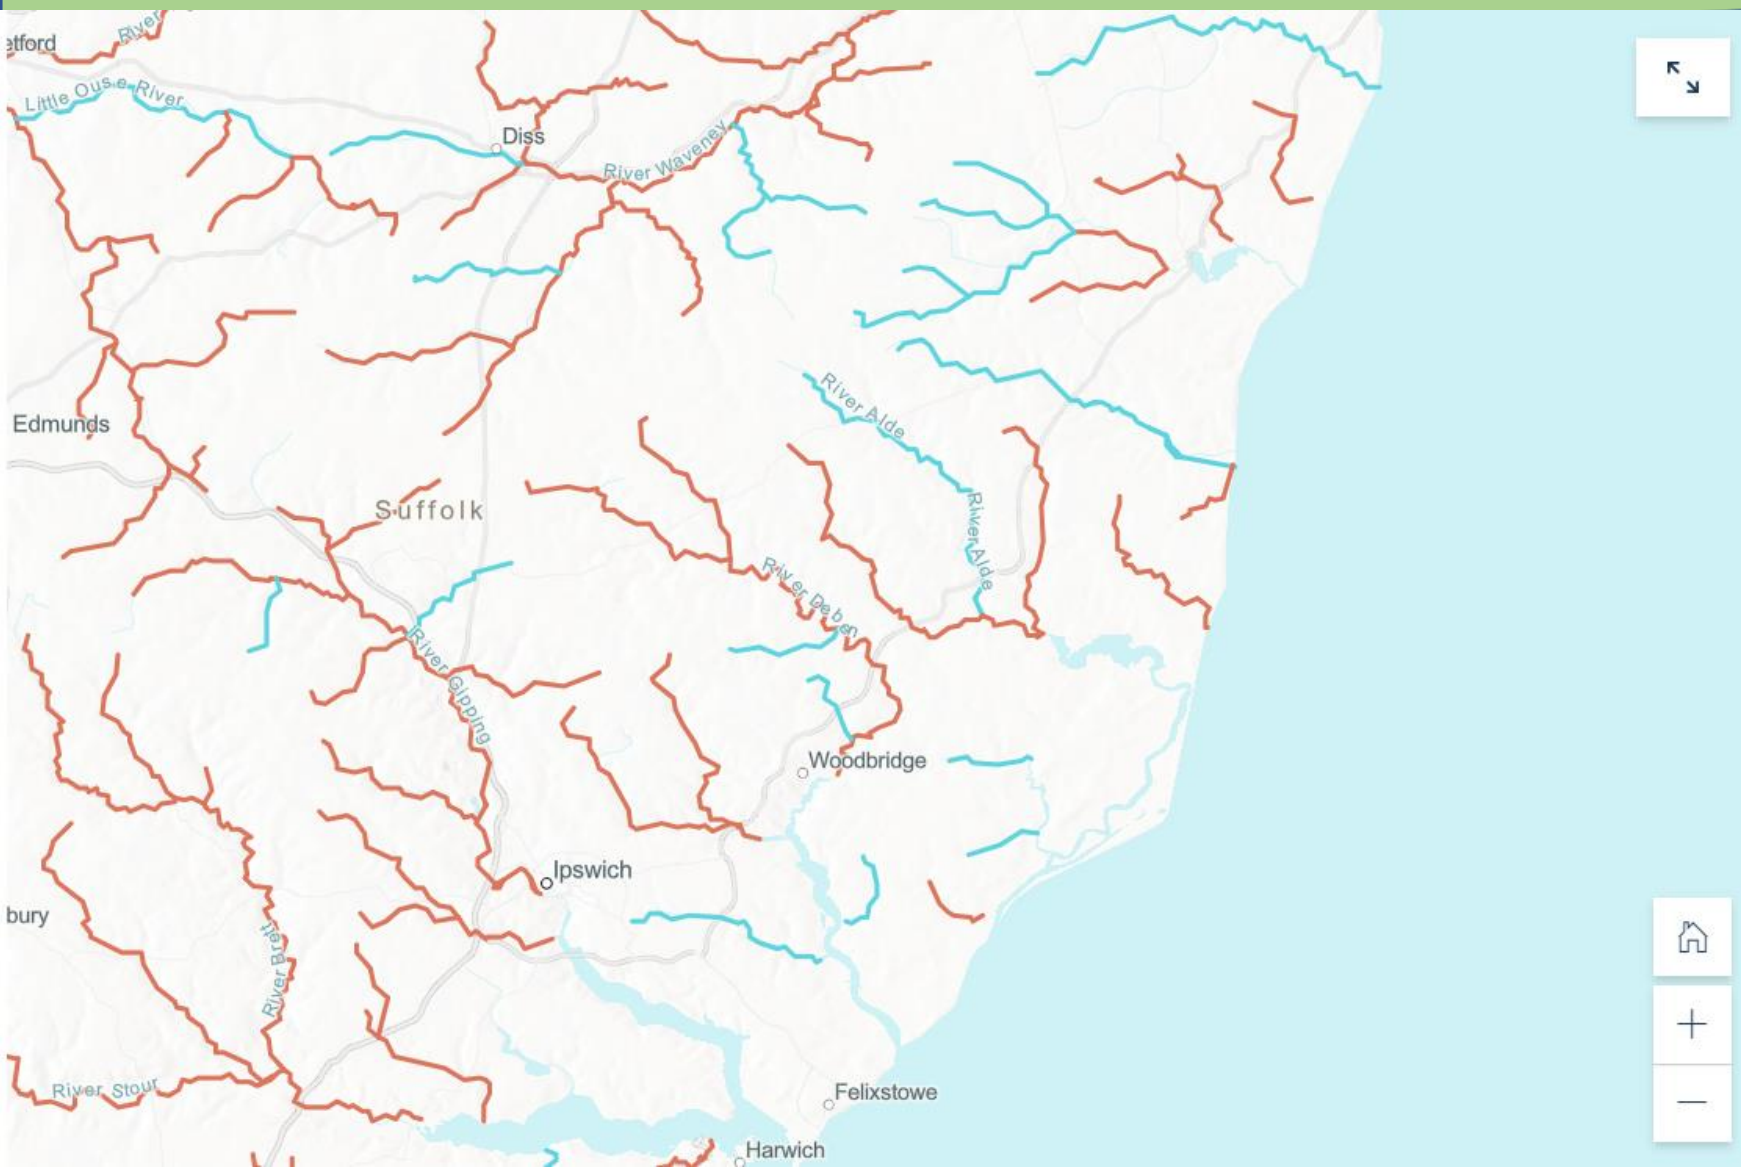 River
etford
Little Ouse River
Diss
River Waveney
River Alde
Edmunds
Suffolk
River Alde
River Deben
River Gipping
Woodbridge
Ipswich
bury
River Brett
River Stour
Felixstowe
Harwich